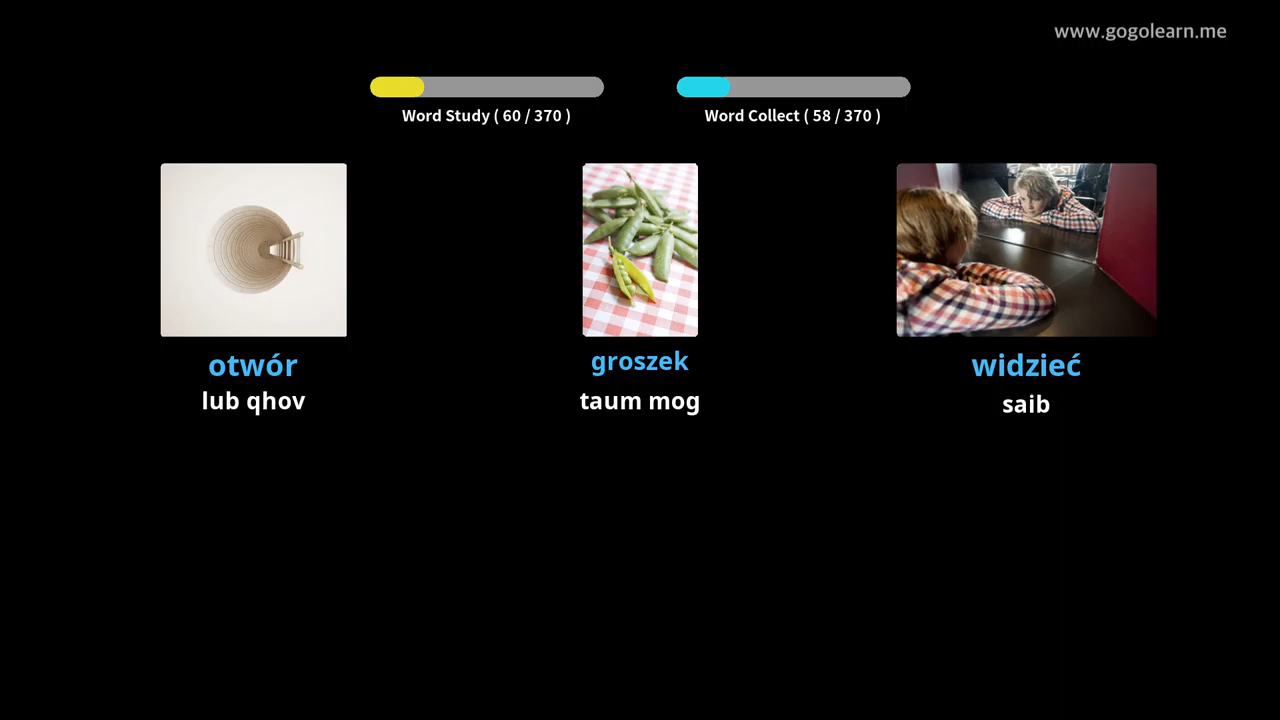 www.gogolearn.me
Word Study ( 60 / 370 )
Word Collect ( 58 / 370 )
otwór
groszek
widzieć
lub qhov
taum mog
saib